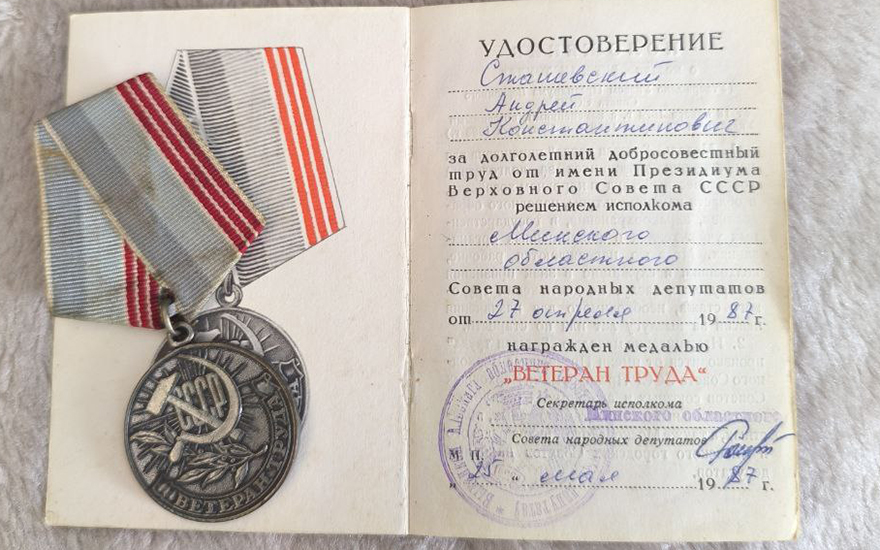 СССР
ВЕТЕРАН ТРУДА
УДОСТОВЕРЕНИЕ
Сташевский
Андрей
Константинович
за долголетний добросовестный
труд от имени Президиума
Верховного Совета СССР
решением исполкома
Минского
областного
Совета народных депутатов
от 27 апреля 1987 г.
награжден медалью
„ВЕТЕРАН ТРУДА“
Секретарь исполкома
Минского областного
Совета народных депутатов
М. П.
„25“ мая 1987 г.